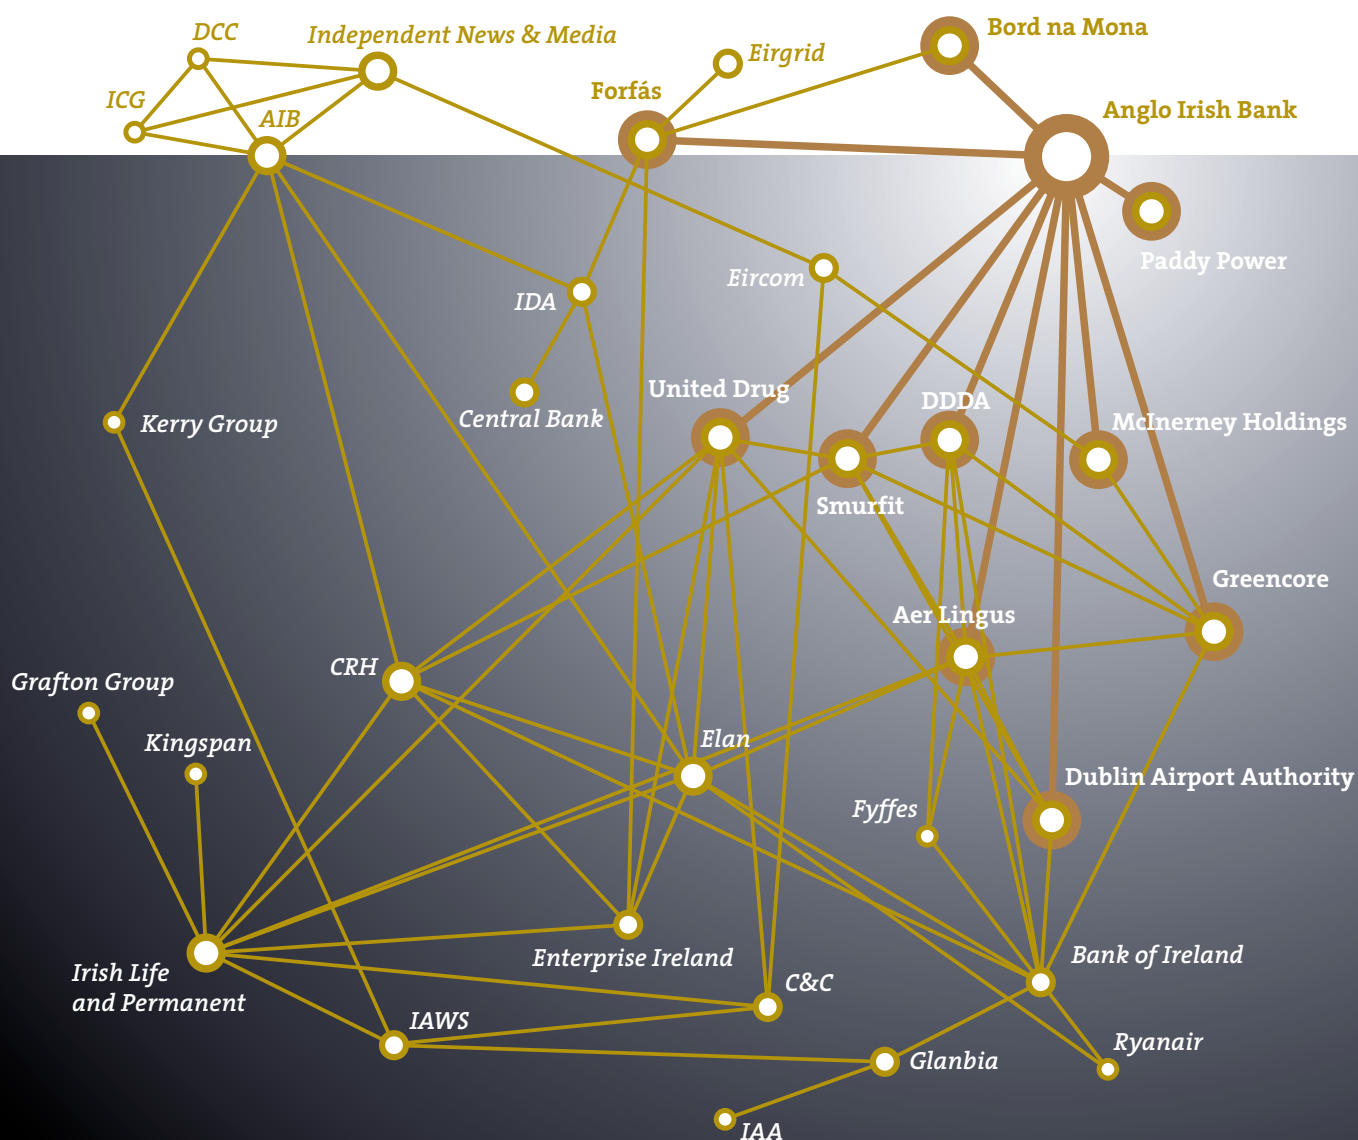 DCC
Independent News & Media
Eirgrid
Bord na Mona
ICG
AIB
Forfás
Anglo Irish Bank
Paddy Power
IDA
Eircom
Kerry Group
Central Bank
United Drug
DDDA
McInerney Holdings
Smurfit
Greencore
Aer Lingus
CRH
Grafton Group
Kingspan
Elan
Dublin Airport Authority
Fyffes
Irish Life
and Permanent
Enterprise Ireland
C&C
Bank of Ireland
IAWS
Glanbia
Ryanair
IAA